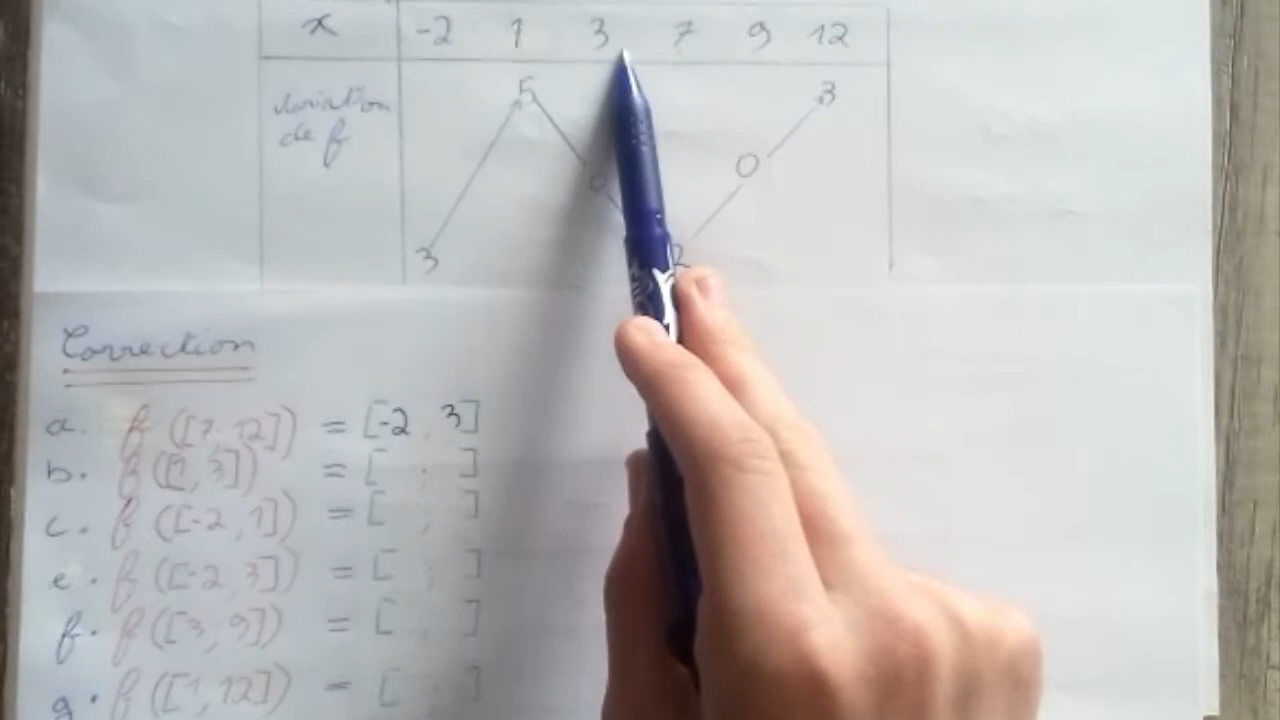 x -2 1 3 7 9 12
variation
de f
5 3
0 0
3 2
Correction
a. f ([7, 12]) = [-2, 3]
b. f ([1, 3]) = [ ; ]
c. f ([-2, 1]) = [ ; ]
e. f ([-2, 3]) = [ ; ]
f. f ([3; 9]) = [ , ]
g. f ([1, 12]) = [ ]